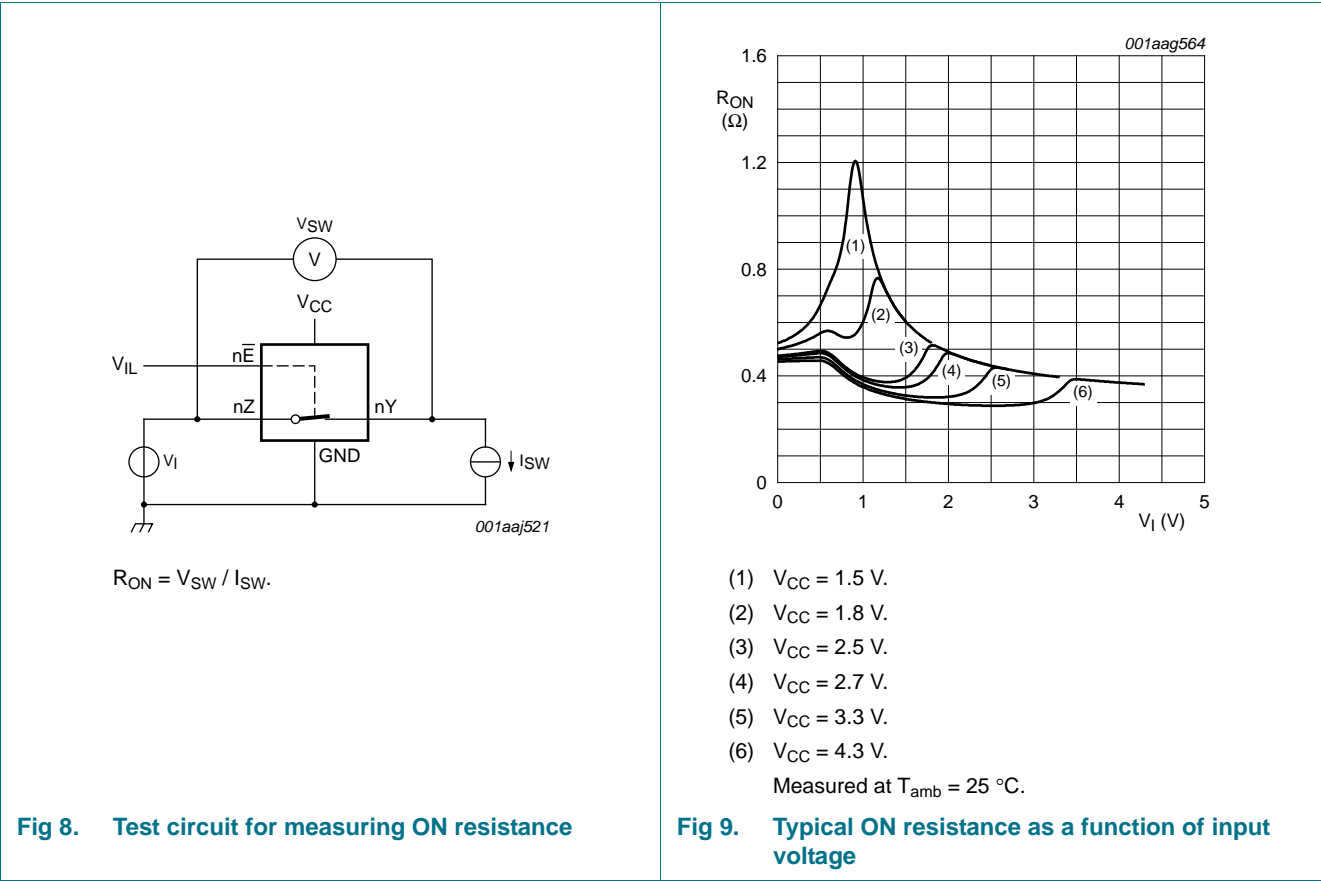 VSW
V
VCC
VIL
nE̅
nZ
nY
GND
VI
ISW
001aaj521
RON = VSW / ISW.
Fig 8. Test circuit for measuring ON resistance
001aag564
1.6
RON
(Ω)
1.2
0.8
0.4
0
(1)
(2)
(3)
(4)
(5)
(6)
0 1 2 3 4 5
VI (V)
(1) VCC = 1.5 V.
(2) VCC = 1.8 V.
(3) VCC = 2.5 V.
(4) VCC = 2.7 V.
(5) VCC = 3.3 V.
(6) VCC = 4.3 V.
Measured at Tamb = 25 °C.
Fig 9. Typical ON resistance as a function of input
voltage